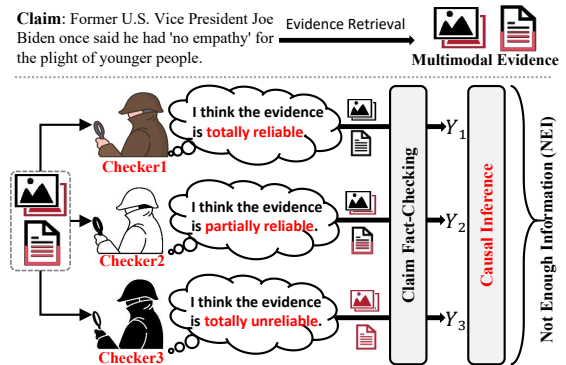 Claim: Former U.S. Vice President Joe
Biden once said he had 'no empathy' for
the plight of younger people.
Evidence Retrieval
Multimodal Evidence
I think the evidence
is totally reliable.
Checker1
I think the evidence
is partially reliable.
Checker2
I think the evidence
is totally unreliable.
Checker3
Claim Fact-Checking
Y1
Y2
Y3
Causal Inference
Not Enough Information (NEI)